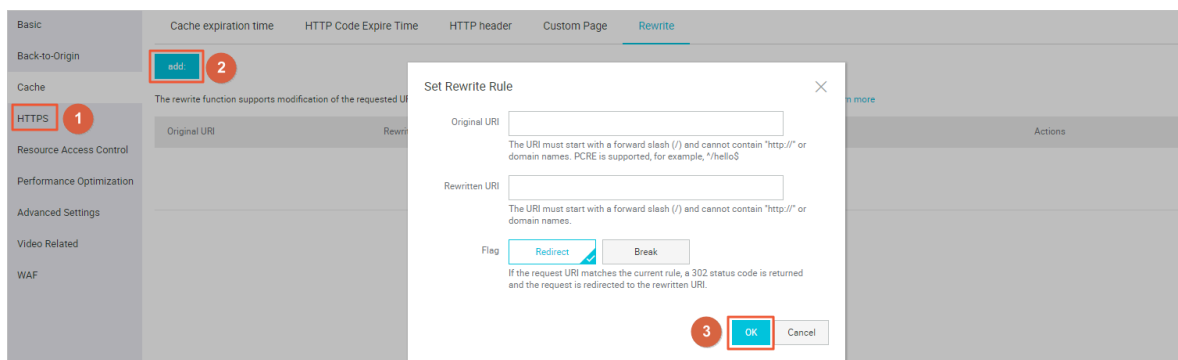 Basic
Back-to-Origin
Cache
HTTPS
1
Resource Access Control
Performance Optimization
Advanced Settings
Video Related
WAF
Cache expiration time HTTP Code Expire Time HTTP header Custom Page Rewrite
add:
2
The rewrite function supports modification of the requested
more
Original URI Actions
Set Rewrite Rule
Original URI
The URI must start with a forward slash (/) and cannot contain "http://" or
domain names. PCRE is supported, for example, ^/hello$
Rewritten URI
The URI must start with a forward slash (/) and cannot contain "http://" or
domain names.
Flag Redirect Break
If the request URI matches the current rule, a 302 status code is returned
and the request is redirected to the rewritten URI.
3
OK Cancel